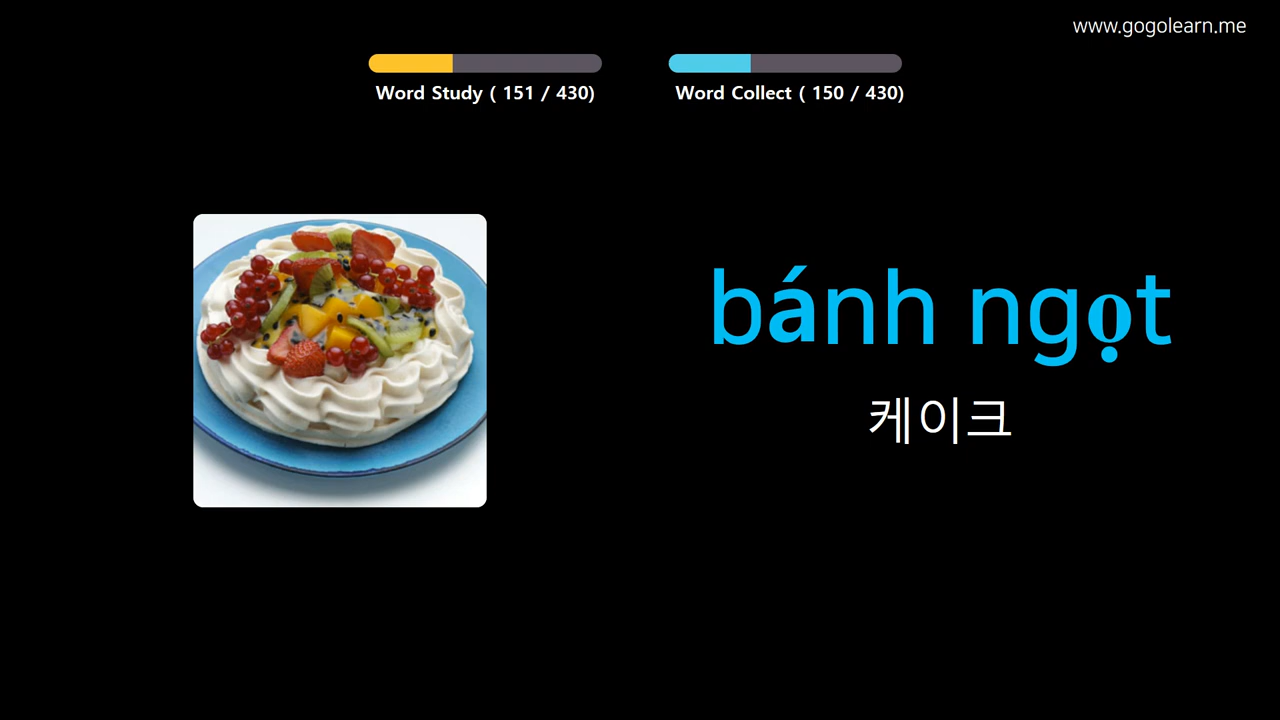 www.gogolearn.me
Word Study ( 151 / 430)
Word Collect ( 150 / 430)
bánh ngọt
케이크